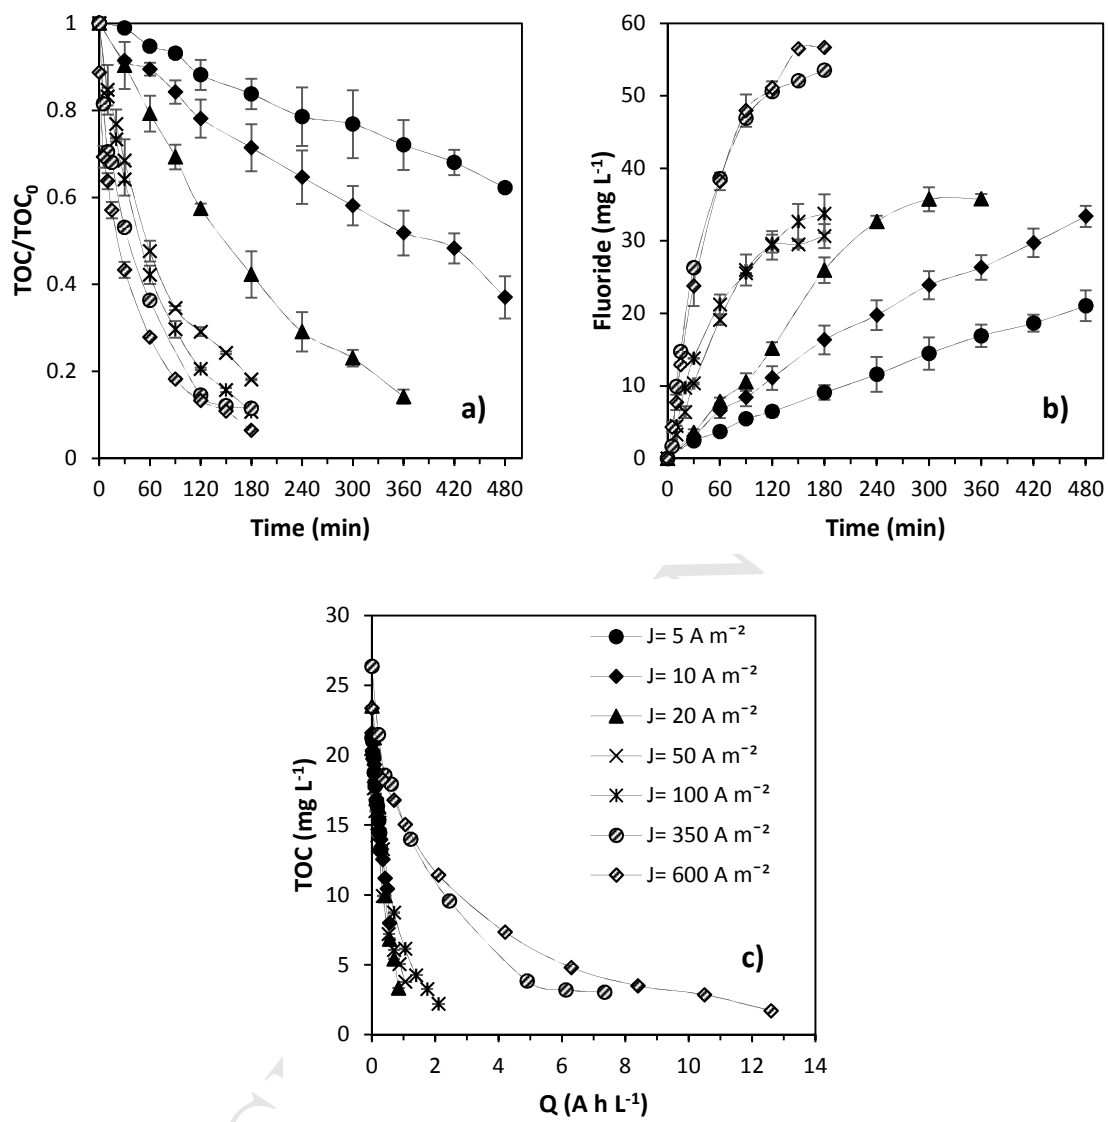 1
0.8
0.6
0.4
0.2
0
TOC/TOC₀
0 60 120 180 240 300 360 420 480
Time (min)
a)
60
50
40
30
20
10
0
Fluoride (mg L⁻¹)
0 60 120 180 240 300 360 420 480
Time (min)
b)
30
25
20
15
10
5
0
TOC (mg L⁻¹)
J= 5 A m⁻²
J= 10 A m⁻²
J= 20 A m⁻²
J= 50 A m⁻²
J= 100 A m⁻²
J= 350 A m⁻²
J= 600 A m⁻²
c)
0 2 4 6 8 10 12 14
Q (A h L⁻¹)